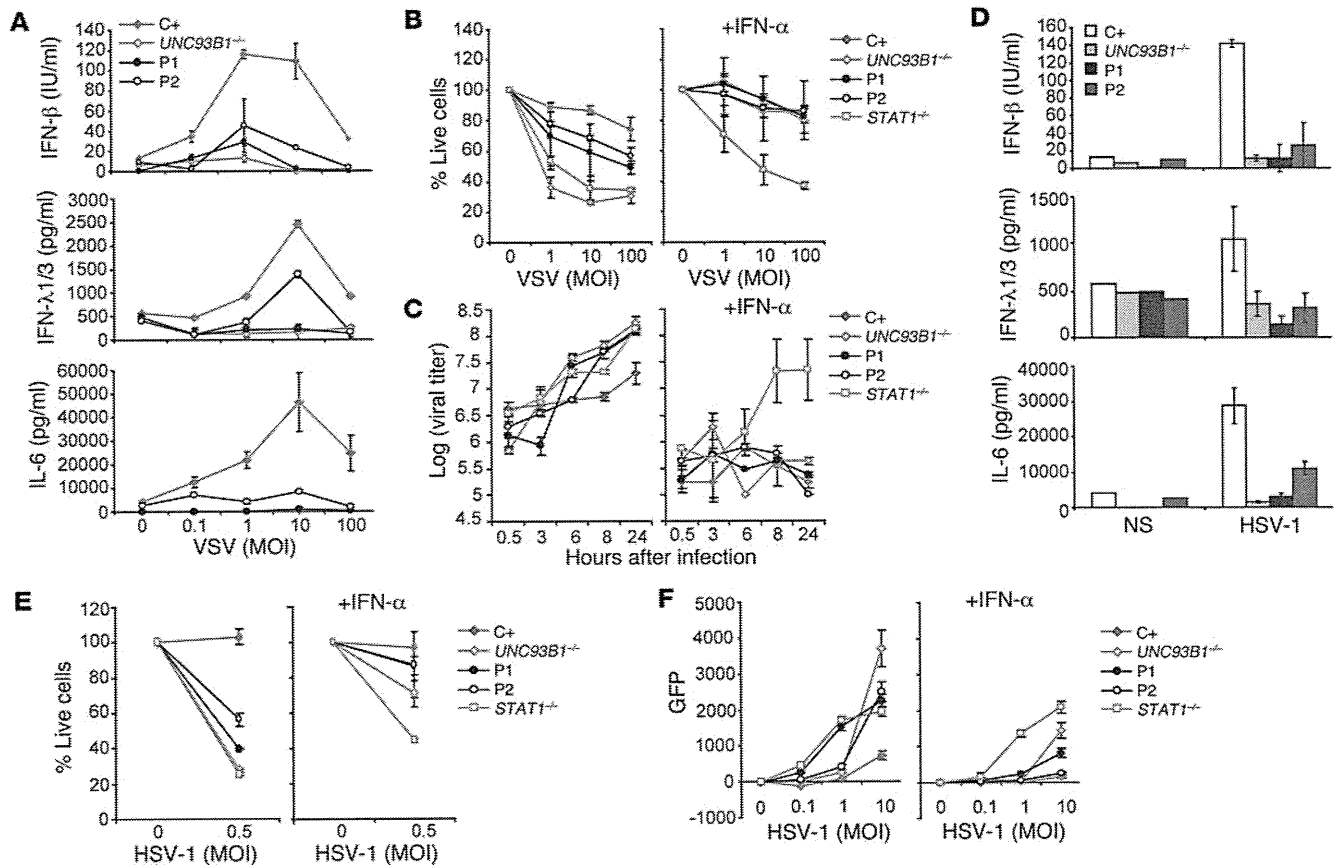 A
C+
UNC93B1-/-
P1
P2
IFN-β (IU/ml)
140
120
100
80
60
40
20
0
IFN-λ1/3 (pg/ml)
3000
2500
2000
1500
1000
500
0
IL-6 (pg/ml)
60000
50000
40000
30000
20000
10000
0
0 0.1 1 10 100
VSV (MOI)
B
+IFN-α
% Live cells
140
120
100
80
60
40
20
0
0 1 10 100
VSV (MOI)
0 1 10 100
VSV (MOI)
C+
UNC93B1-/-
P1
P2
STAT1-/-
C
+IFN-α
Log (viral titer)
8.5
8
7.5
7
6.5
6
5.5
5
4.5
0.5 3 6 8 24
0.5 3 6 8 24
Hours after infection
C+
UNC93B1-/-
P1
P2
STAT1-/-
D
C+
UNC93B1-/-
P1
P2
IFN-β (IU/ml)
160
140
120
100
80
60
40
20
0
IFN-λ1/3 (pg/ml)
1500
1000
500
0
IL-6 (pg/ml)
40000
30000
20000
10000
0
NS HSV-1
E
+IFN-α
% Live cells
120
100
80
60
40
20
0
0 0.5
HSV-1 (MOI)
0 0.5
HSV-1 (MOI)
C+
UNC93B1-/-
P1
P2
STAT1-/-
F
+IFN-α
GFP
5000
4000
3000
2000
1000
0
-1000
0 0.1 1 10
HSV-1 (MOI)
0 0.1 1 10
HSV-1 (MOI)
C+
UNC93B1-/-
P1
P2
STAT1-/-